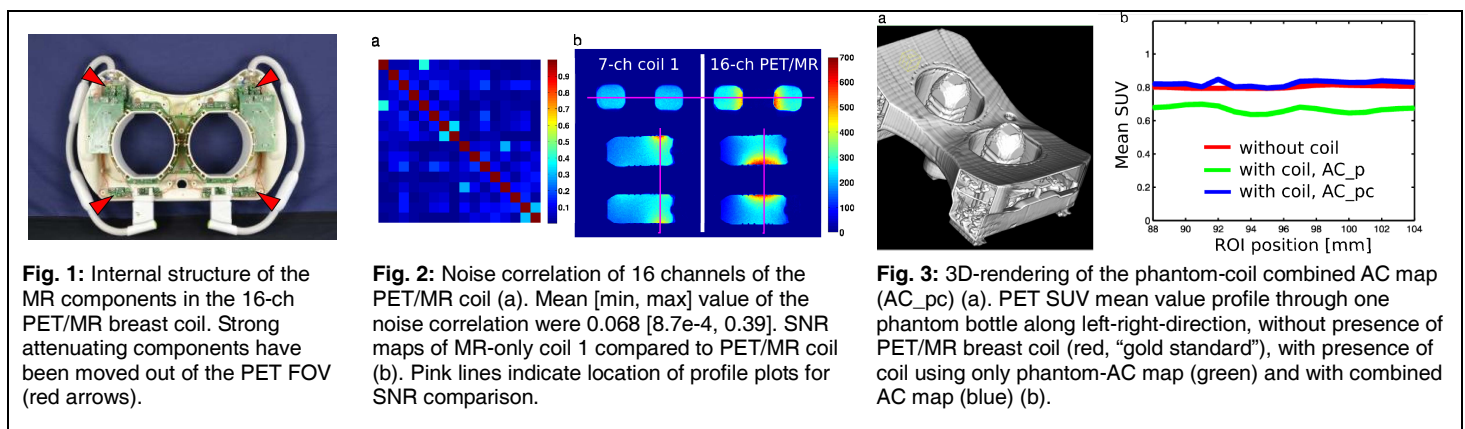 a
0.9
0.8
0.7
0.6
0.5
0.4
0.3
0.2
0.1
b
7-ch coil 1
16-ch PET/MR
700
600
500
400
300
200
100
0
a
b
Mean SUV
1
0.8
0.6
0.4
0.2
0
without coil
with coil, AC_p
with coil, AC_pc
88 90 92 94 96 98 100 102 104
ROI position [mm]
Fig. 1: Internal structure of the
MR components in the 16-ch
PET/MR breast coil. Strong
attenuating components have
been moved out of the PET FOV
(red arrows).
Fig. 2: Noise correlation of 16 channels of the
PET/MR coil (a). Mean [min, max] value of the
noise correlation were 0.068 [8.7e-4, 0.39]. SNR
maps of MR-only coil 1 compared to PET/MR coil
(b). Pink lines indicate location of profile plots for
SNR comparison.
Fig. 3: 3D-rendering of the phantom-coil combined AC map
(AC_pc) (a). PET SUV mean value profile through one
phantom bottle along left-right-direction, without presence of
PET/MR breast coil (red, “gold standard”), with presence of
coil using only phantom-AC map (green) and with combined
AC map (blue) (b).